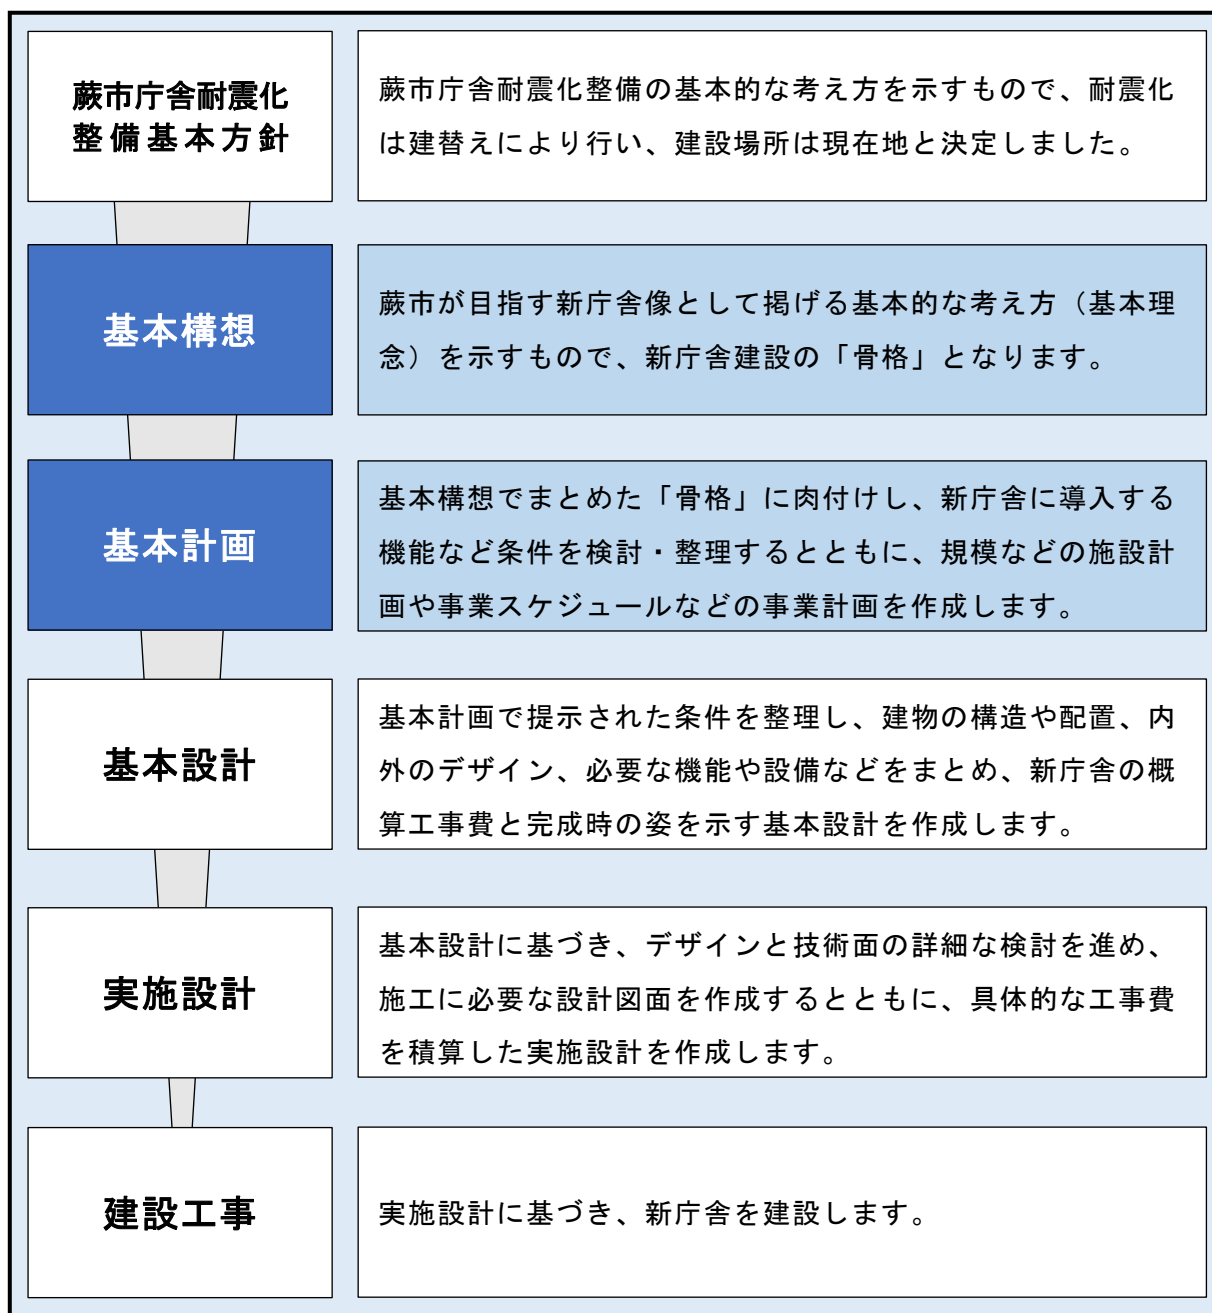 蕨市庁舎耐震化
整備基本方針
蕨市庁舎耐震化整備の基本的な考え方を示すもので、耐震化
は建替えにより行い、建設場所は現在地と決定しました。
基本構想
蕨市が目指す新庁舎像として掲げる基本的な考え方（基本理
念）を示すもので、新庁舎建設の「骨格」となります。
基本計画
基本構想でまとめた「骨格」に肉付けし、新庁舎に導入する
機能など条件を検討・整理するとともに、規模などの施設計
画や事業スケジュールなどの事業計画を作成します。
基本設計
基本計画で提示された条件を整理し、建物の構造や配置、内
外のデザイン、必要な機能や設備などをまとめ、新庁舎の概
算工事費と完成時の姿を示す基本設計を作成します。
実施設計
基本設計に基づき、デザインと技術面の詳細な検討を進め、
施工に必要な設計図面を作成するとともに、具体的な工事費
を積算した実施設計を作成します。
建設工事
実施設計に基づき、新庁舎を建設します。